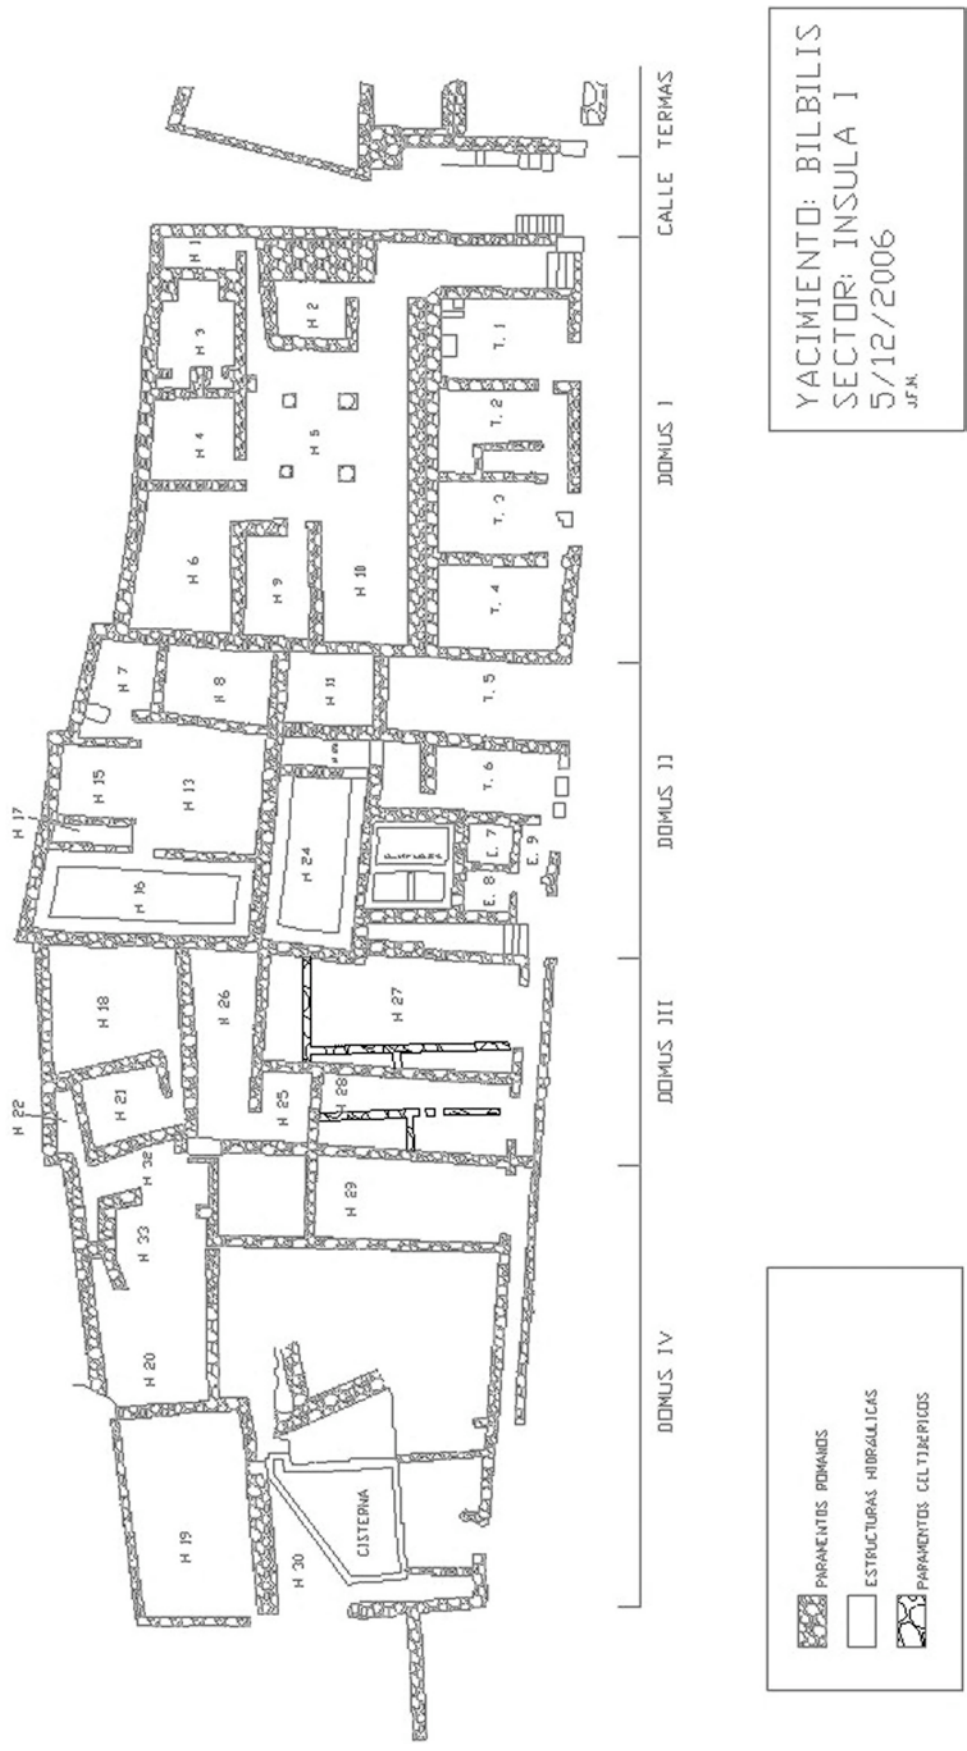 YACIMIENTO: BILBILIS
SECTOR: INSULA I
5/12/2006
J.F.N.
CALLE TERMAS
DOMUS I
DOMUS II
DOMUS III
DOMUS IV
H 1
H 2
H 3
H 4
H 5
H 6
H 9
H 10
T. 1
T. 2
T. 3
T. 4
H 7
H 8
H 11
T. 5
H 17
H 15
H 13
H 16
H 24
T. 6
E. 7
E. 8
E. 9
H 18
H 26
H 27
H 22
H 21
H 25
H 28
H 32
H 33
H 29
H 20
H 19
H 30
CISTERNA
PARAMENTOS ROMANOS
ESTRUCTURAS HIDRAULICAS
PARAMENTOS CELTIBERICOS